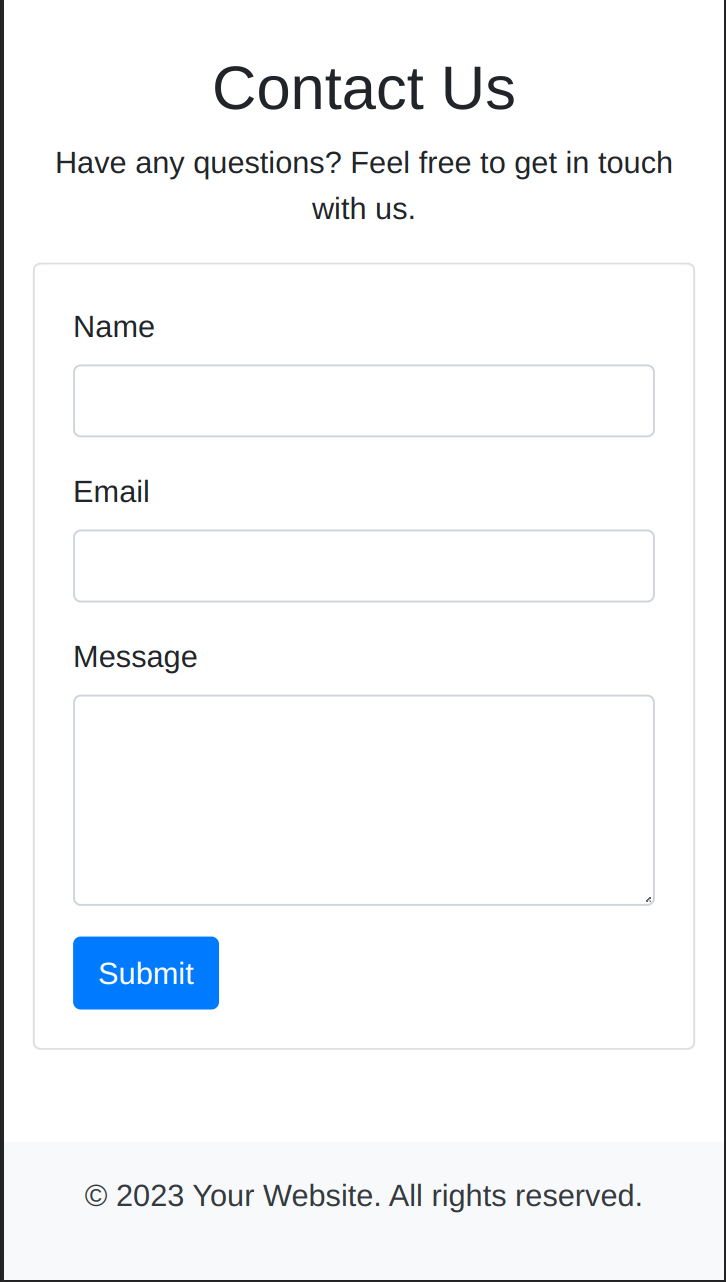 Contact Us
Have any questions? Feel free to get in touch
with us.
Name
Email
Message
Submit
© 2023 Your Website. All rights reserved.